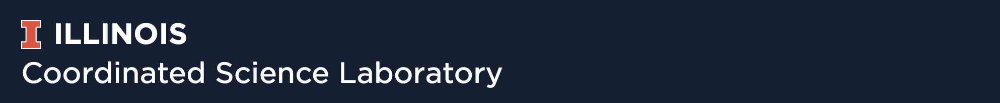 I ILLINOIS
Coordinated Science Laboratory